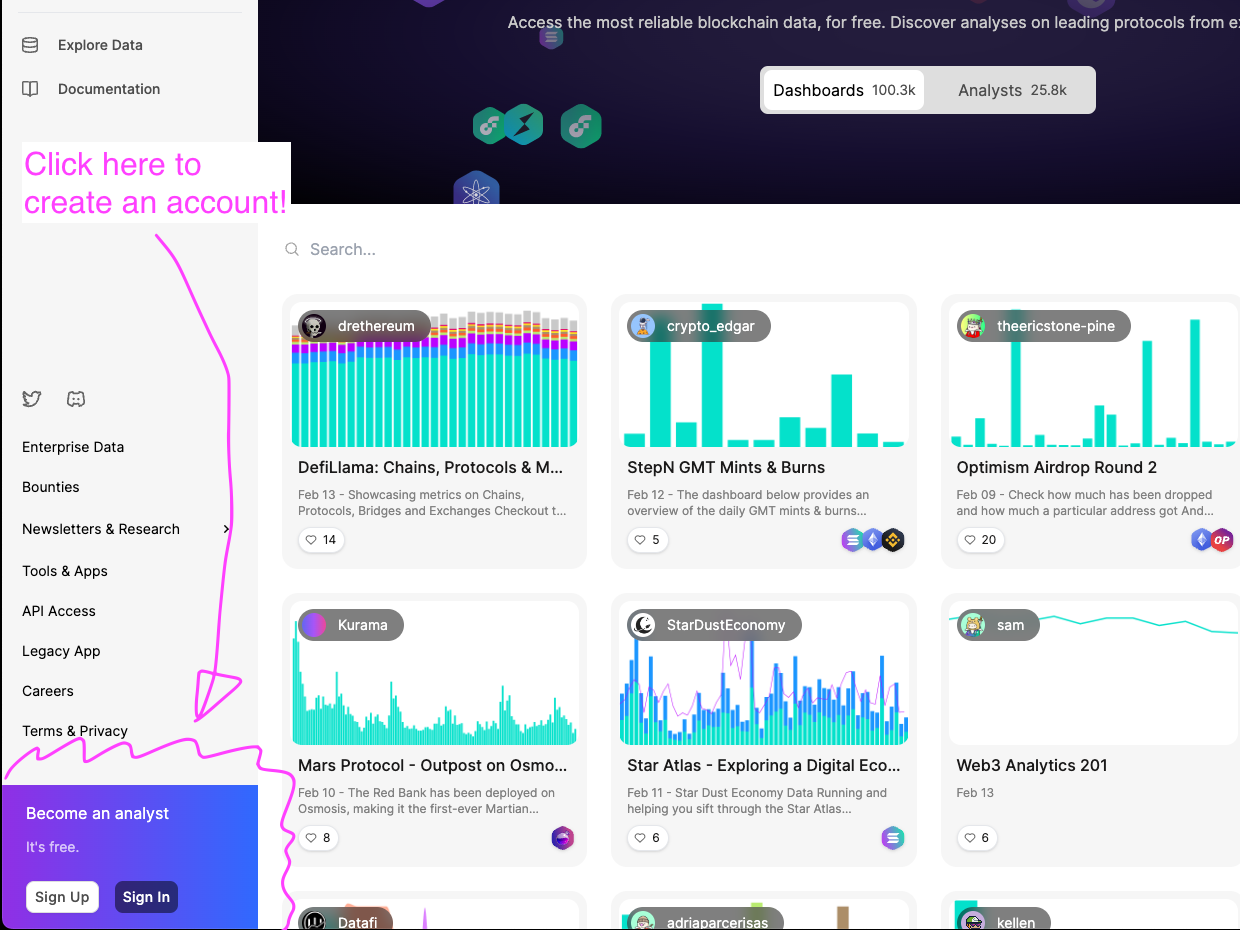 Explore Data
Documentation
Click here to
create an account!
Enterprise Data
Bounties
Newsletters & Research
Tools & Apps
API Access
Legacy App
Careers
Terms & Privacy
Become an analyst
It's free.
Sign Up Sign In
Access the most reliable blockchain data, for free. Discover analyses on leading protocols from
Dashboards 100.3k Analysts 25.8k
Search...
drethereum
DefiLlama: Chains, Protocols & M...
Feb 13 - Showcasing metrics on Chains,
Protocols, Bridges and Exchanges Checkout t...
14
crypto_edgar
StepN GMT Mints & Burns
Feb 12 - The dashboard below provides an
overview of the daily GMT mints & burns...
5
theericstone-pine
Optimism Airdrop Round 2
Feb 09 - Check how much has been dropped
and how much a particular address got And...
20
OP
Kurama
Mars Protocol - Outpost on Osmo...
Feb 10 - The Red Bank has been deployed on
Osmosis, making it the first-ever Martian...
8
StarDustEconomy
Star Atlas - Exploring a Digital Eco...
Feb 11 - Star Dust Economy Data Running and
helping you sift through the Star Atlas...
6
sam
Web3 Analytics 201
Feb 13
6
Datafi
adriaparcerisas
kellen